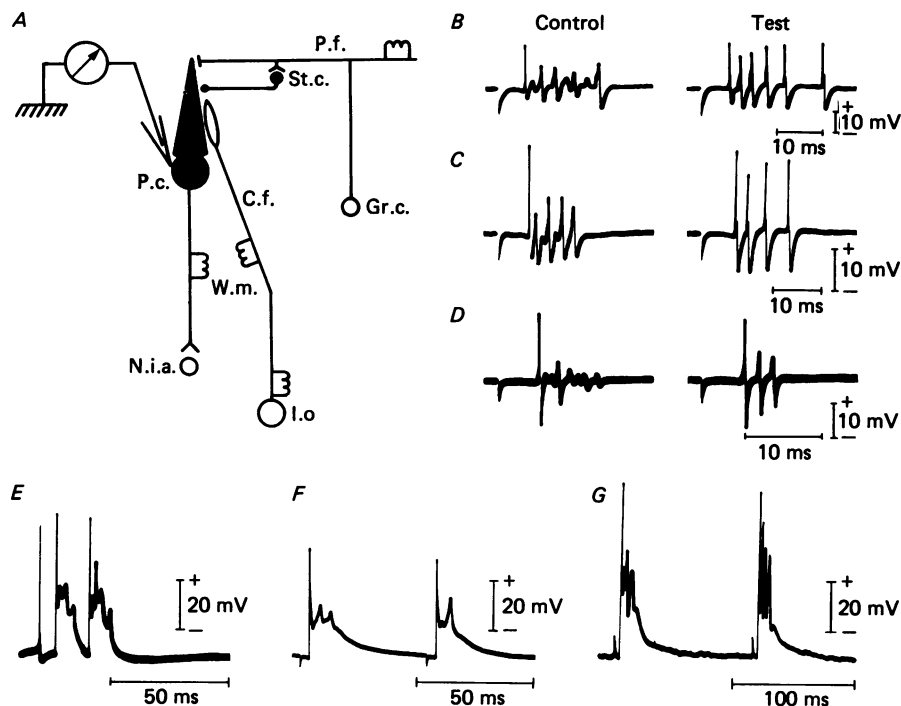 A
P.f.
St.c.
P.c.
C.f.
Gr.c.
W.m.
N.i.a.
I.o
B
Control
Test
+
10 mV
−
10 ms
C
+
10 mV
−
10 ms
D
+
10 mV
−
10 ms
E
+
20 mV
−
50 ms
F
+
20 mV
−
50 ms
G
+
20 mV
−
100 ms